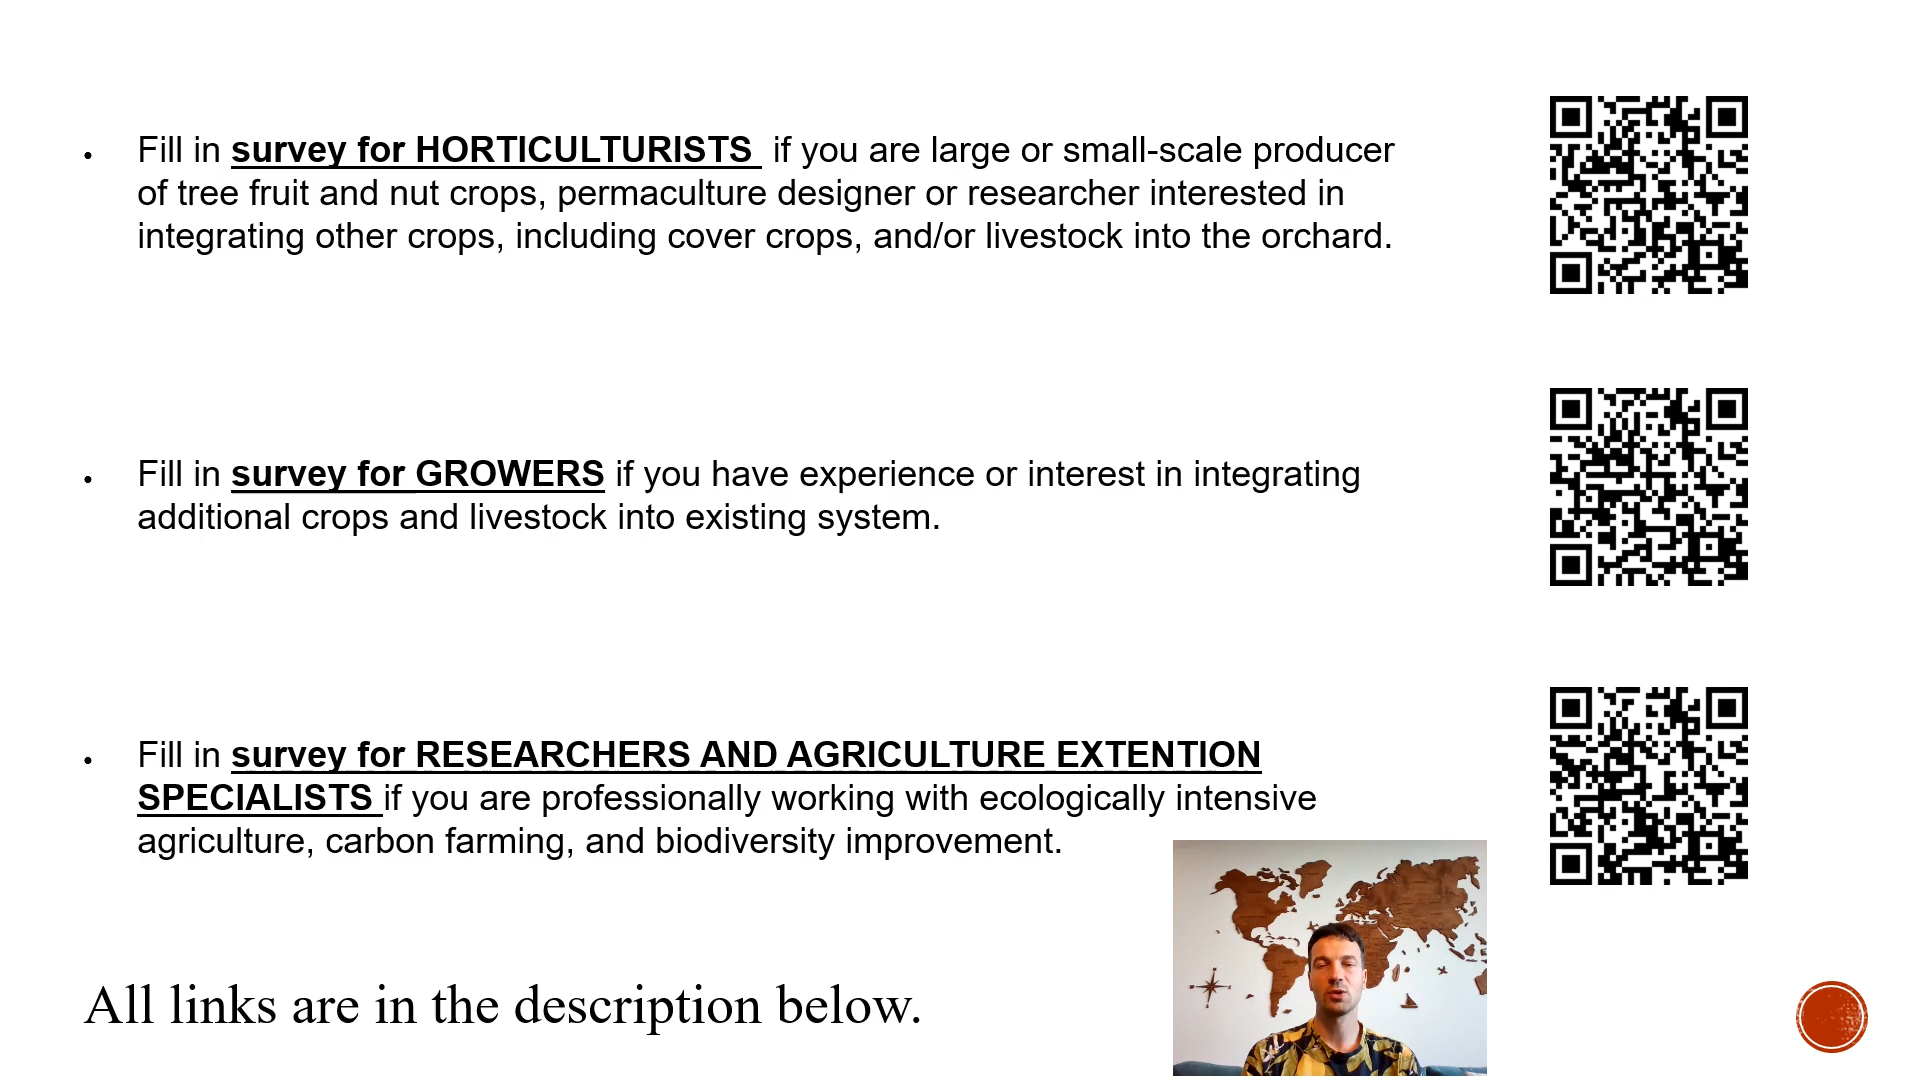 • Fill in survey for HORTICULTURISTS if you are large or small-scale producer
of tree fruit and nut crops, permaculture designer or researcher interested in
integrating other crops, including cover crops, and/or livestock into the orchard.
• Fill in survey for GROWERS if you have experience or interest in integrating
additional crops and livestock into existing system.
• Fill in survey for RESEARCHERS AND AGRICULTURE EXTENTION
SPECIALISTS if you are professionally working with ecologically intensive
agriculture, carbon farming, and biodiversity improvement.
All links are in the description below.